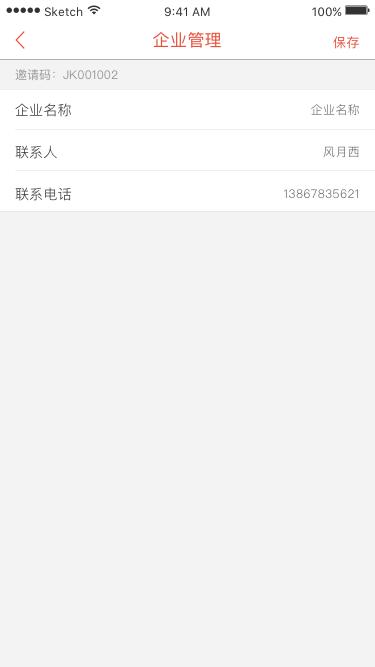 Sketch 9:41 AM 100%
企业管理 保存
邀请码：JK001002
企业名称 企业名称
联系人 风月西
联系电话 13867835621